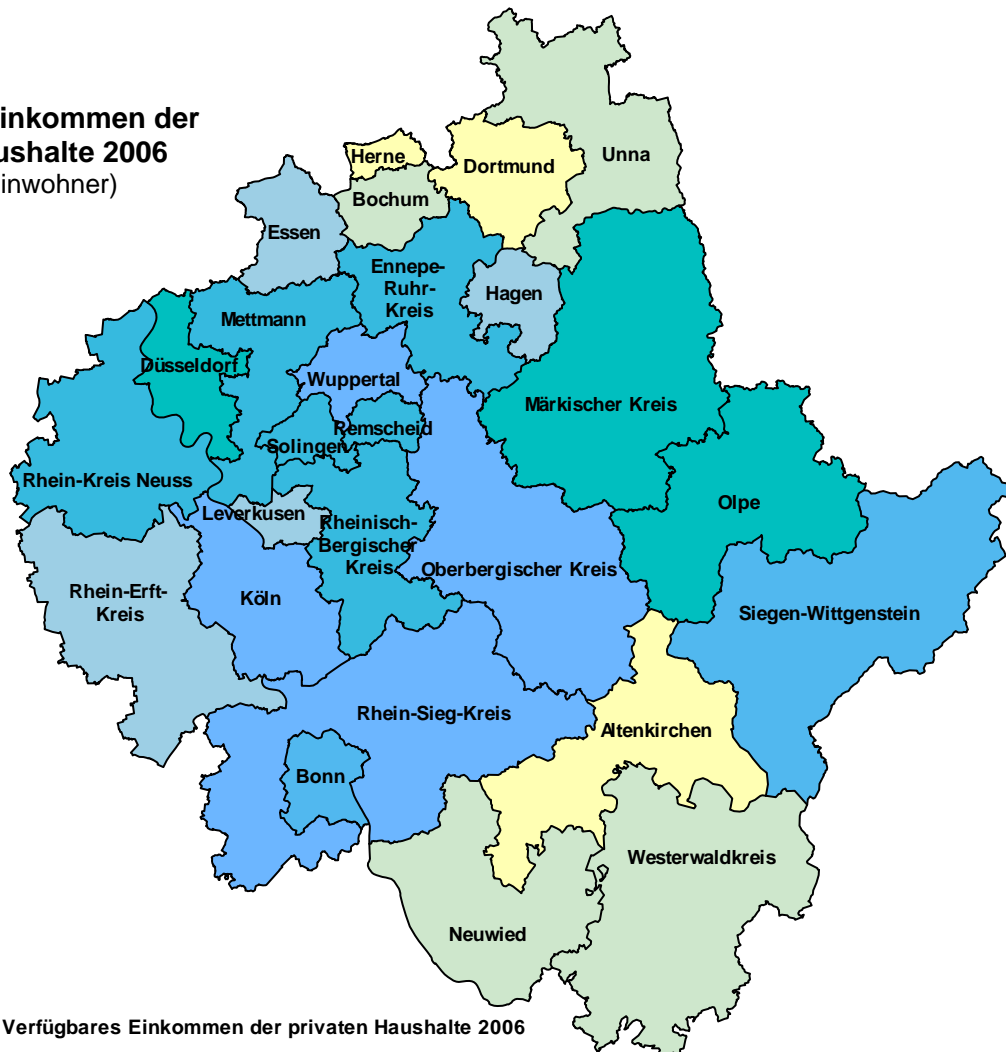 inkommen der
ushalte 2006
inwohner)
Herne
Dortmund
Unna
Bochum
Essen
Ennepe-
Ruhr-
Kreis
Hagen
Mettmann
Düsseldorf
Wuppertal
Märkischer Kreis
Remscheid
Solingen
Rhein-Kreis Neuss
Leverkusen
Rheinisch-
Bergischer
Kreis
Olpe
Oberbergischer Kreis
Rhein-Erft-
Kreis
Köln
Siegen-Wittgenstein
Rhein-Sieg-Kreis
Altenkirchen
Bonn
Westerwaldkreis
Neuwied
Verfügbares Einkommen der privaten Haushalte 2006